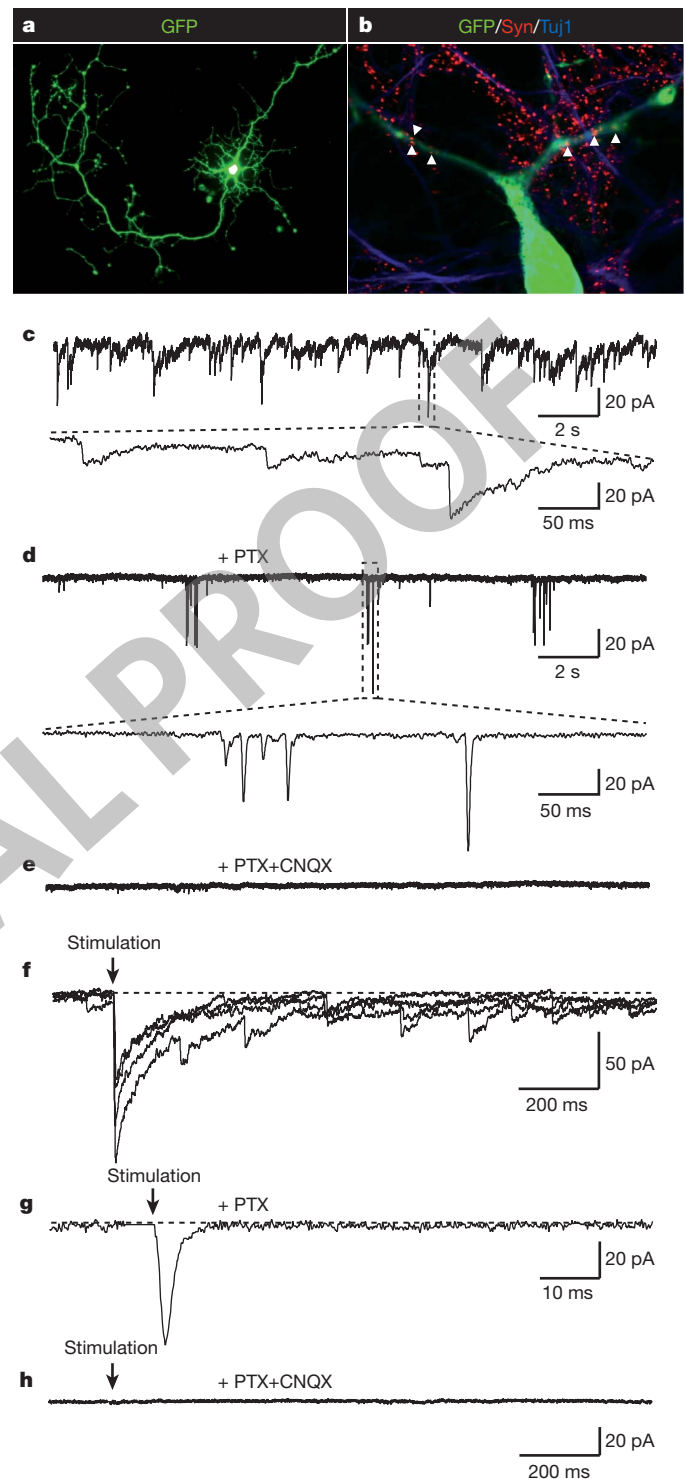 a GFP
b GFP/Syn/Tuj1
c
20 pA
2 s
20 pA
50 ms
d + PTX
20 pA
2 s
20 pA
50 ms
e + PTX+CNQX
Stimulation
f
50 pA
200 ms
Stimulation
g + PTX
20 pA
10 ms
Stimulation
h + PTX+CNQX
20 pA
200 ms
AL PROOF